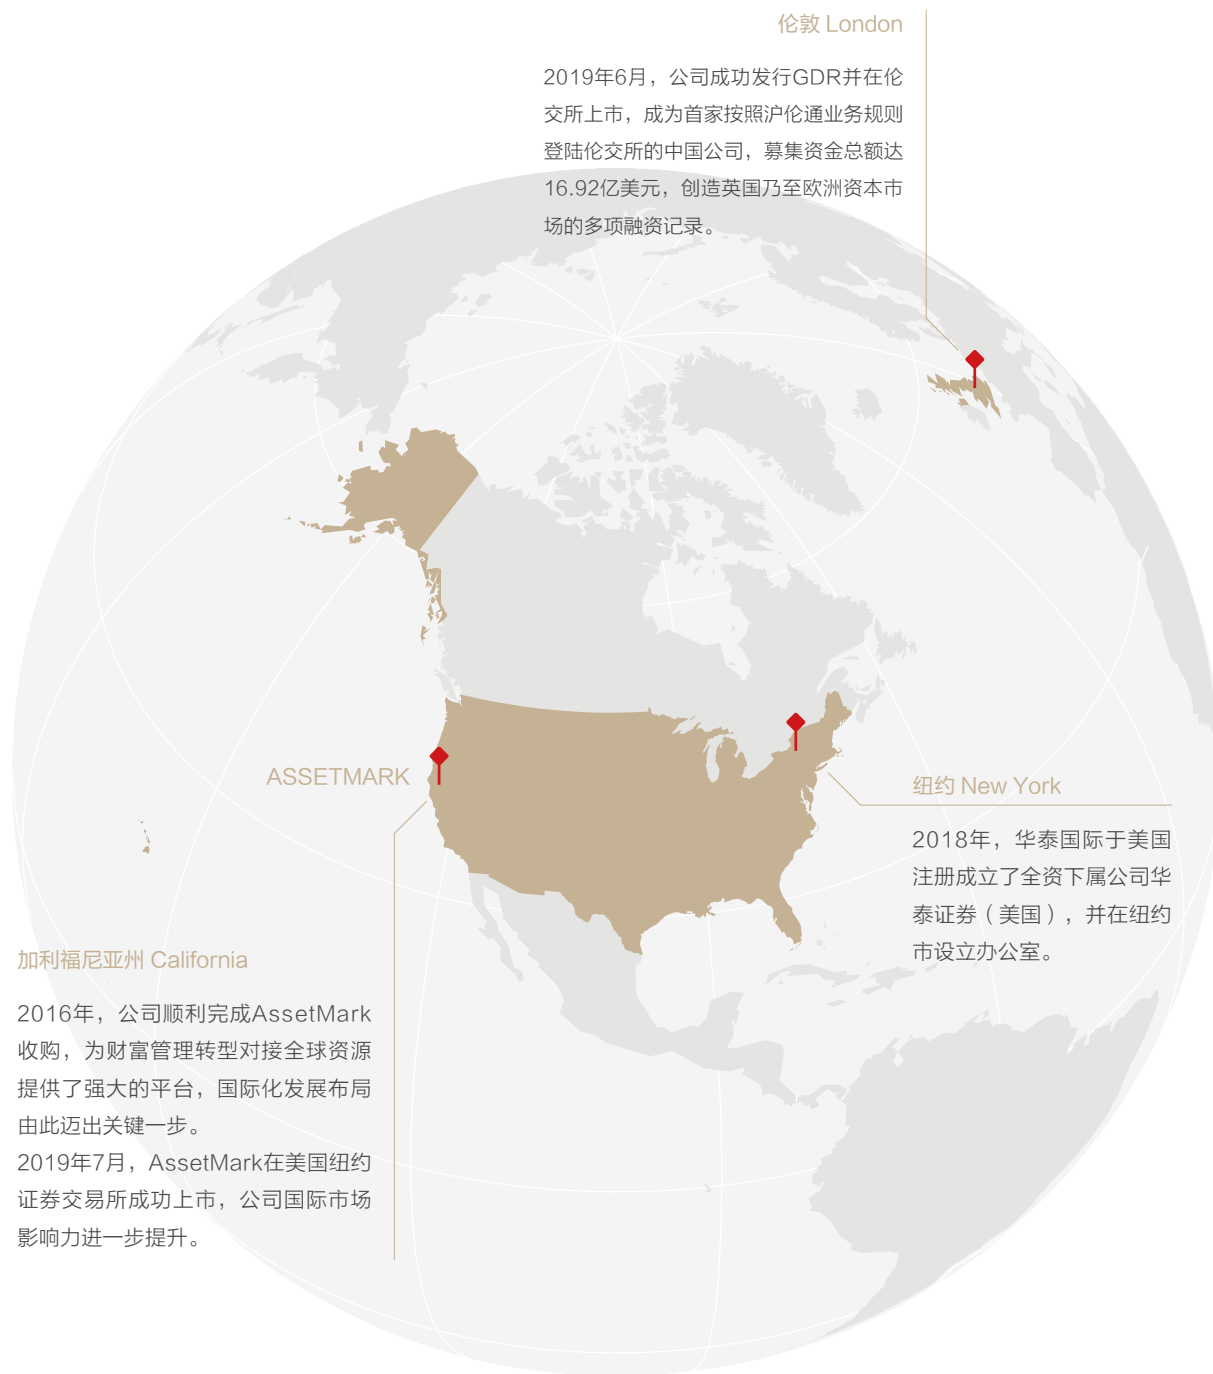 伦敦 London
2019年6月，公司成功发行GDR并在伦
交所上市，成为首家按照沪伦通业务规则
登陆伦交所的中国公司，募集资金总额达
16.92亿美元，创造英国乃至欧洲资本市
场的多项融资记录。
ASSETMARK
纽约 New York
2018年，华泰国际于美国
注册成立了全资下属公司华
泰证券（美国），并在纽约
市设立办公室。
加利福尼亚州 California
2016年，公司顺利完成AssetMark
收购，为财富管理转型对接全球资源
提供了强大的平台，国际化发展布局
由此迈出关键一步。
2019年7月，AssetMark在美国纽约
证券交易所成功上市，公司国际市场
影响力进一步提升。